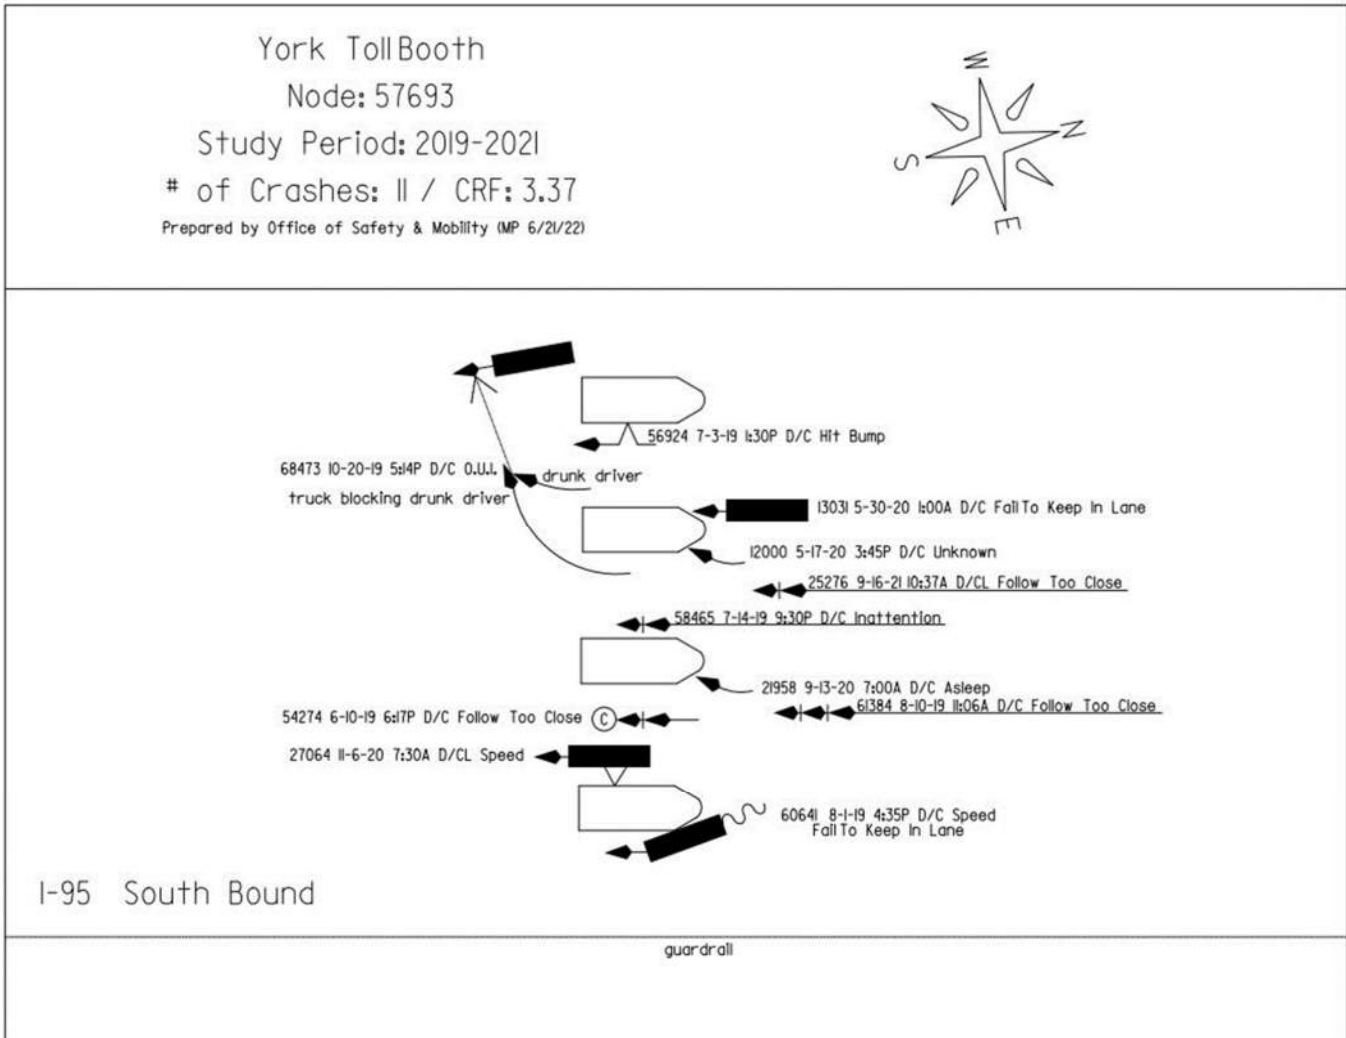 York TollBooth
Node: 57693
Study Period: 2019-2021
# of Crashes: 11 / CRF: 3.37
Prepared by Office of Safety & Mobility (MP 6/21/22)
W
N
S
E
56924 7-3-19 1:30P D/C Hit Bump
68473 10-20-19 5:14P D/C O.U.I.
drunk driver
truck blocking drunk driver
13031 5-30-20 1:00A D/C Fail To Keep In Lane
12000 5-17-20 3:45P D/C Unknown
25276 9-16-21 10:37A D/CL Follow Too Close
58465 7-14-19 9:30P D/C Inattention
21958 9-13-20 7:00A D/C Asleep
61384 8-10-19 11:06A D/C Follow Too Close
54274 6-10-19 6:17P D/C Follow Too Close
C
27064 11-6-20 7:30A D/CL Speed
60641 8-1-19 4:35P D/C Speed
Fail To Keep In Lane
I-95 South Bound
guardrail